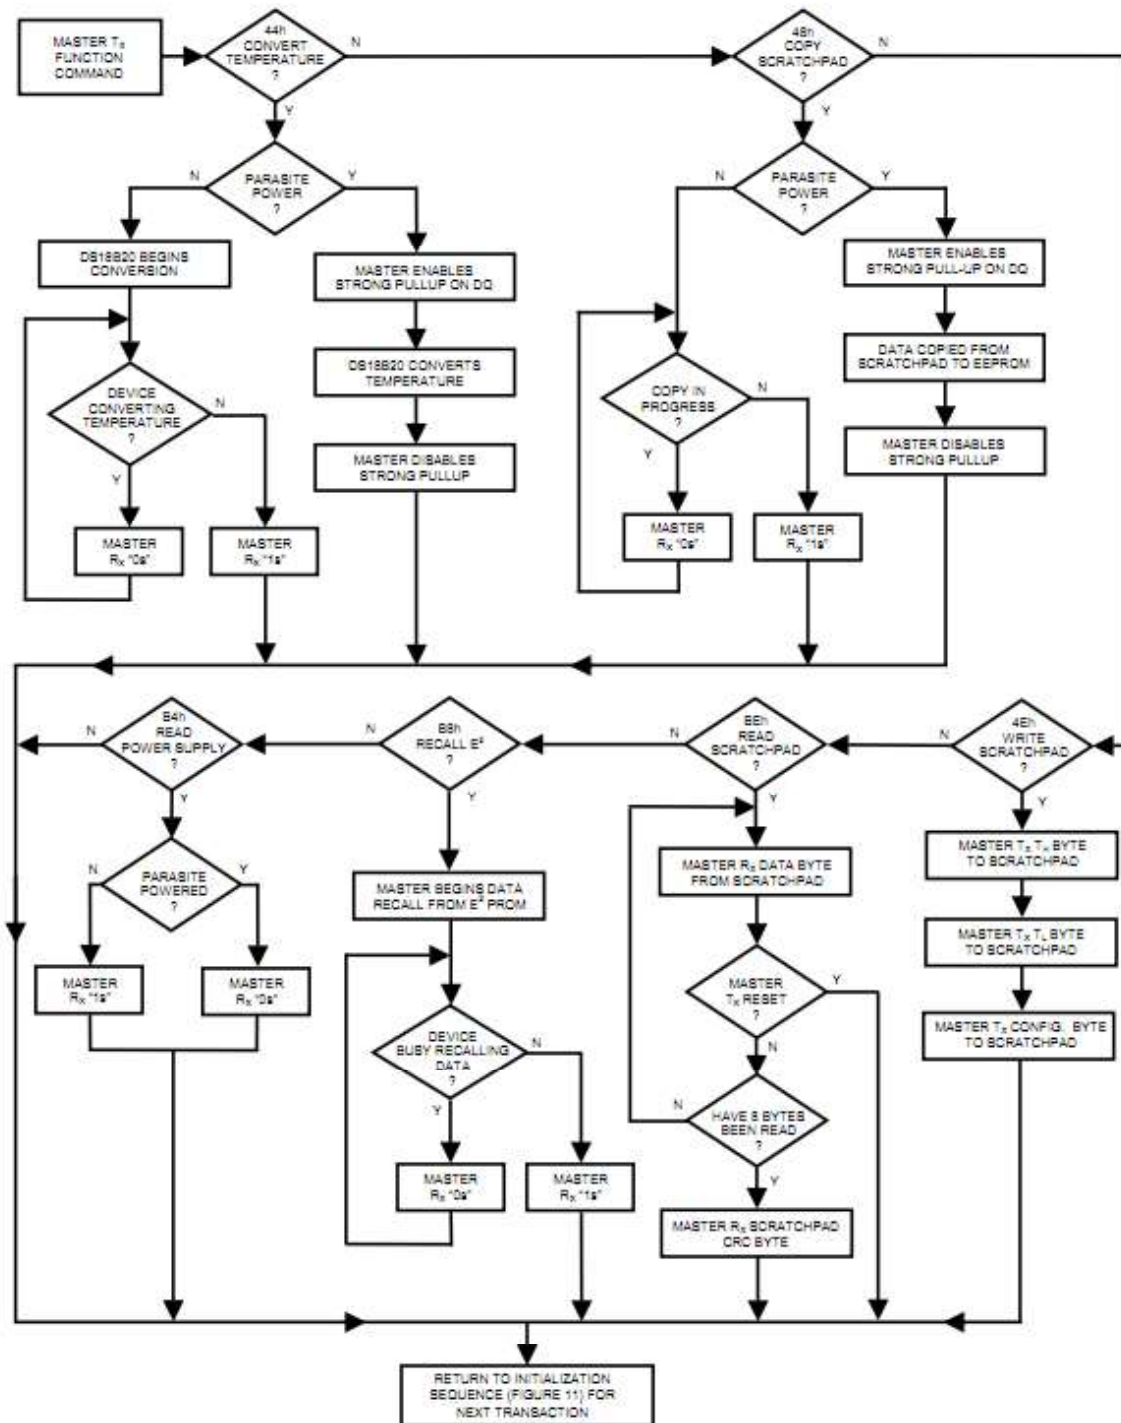 MASTER Tx
FUNCTION
COMMAND
44h
CONVERT
TEMPERATURE
?
N
Y
48h
COPY
SCRATCHPAD
?
N
Y
PARASITE
POWER
?
N
Y
PARASITE
POWER
?
N
Y
DS18B20 BEGINS
CONVERSION
MASTER ENABLES
STRONG PULLUP ON DQ
MASTER ENABLES
STRONG PULL-UP ON DQ
DEVICE
CONVERTING
TEMPERATURE
?
N
Y
DS18B20 CONVERTS
TEMPERATURE
COPY IN
PROGRESS
?
N
Y
DATA COPIED FROM
SCRATCHPAD TO EEPROM
MASTER DISABLES
STRONG PULLUP
MASTER DISABLES
STRONG PULLUP
MASTER
Rx "0s"
MASTER
Rx "1s"
MASTER
Rx "0s"
MASTER
Rx "1s"
B4h
READ
POWER SUPPLY
?
N
Y
B8h
RECALL E²
?
N
Y
BEh
READ
SCRATCHPAD
?
N
Y
4Eh
WRITE
SCRATCHPAD
?
N
Y
PARASITE
POWERED
?
N
Y
MASTER BEGINS DATA
RECALL FROM E² PROM
MASTER Rx DATA BYTE
FROM SCRATCHPAD
MASTER Tx TH BYTE
TO SCRATCHPAD
MASTER
Rx "1s"
MASTER
Rx "0s"
MASTER
Tx RESET
?
Y
N
MASTER Tx TL BYTE
TO SCRATCHPAD
DEVICE
BUSY RECALLING
DATA
?
N
Y
MASTER Tx CONFIG. BYTE
TO SCRATCHPAD
HAVE 8 BYTES
BEEN READ
?
N
Y
MASTER
Rx "0s"
MASTER
Rx "1s"
MASTER Rx SCRATCHPAD
CRC BYTE
RETURN TO INITIALIZATION
SEQUENCE (FIGURE 11) FOR
NEXT TRANSACTION